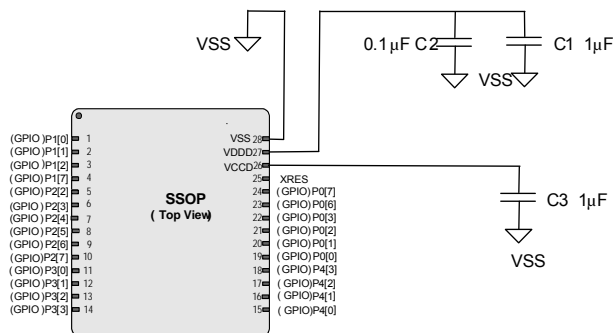 VSS
0.1µF C2
C1 1µF
VSS
VSS 28
VDDD 27
VCCD 26
(GPIO)P1[0] 1
(GPIO)P1[1] 2
(GPIO)P1[2] 3
(GPIO)P1[7] 4
(GPIO)P2[2] 5
(GPIO)P2[3] 6
(GPIO)P2[4] 7
(GPIO)P2[5] 8
(GPIO)P2[6] 9
(GPIO)P2[7] 10
(GPIO)P3[0] 11
(GPIO)P3[1] 12
(GPIO)P3[2] 13
(GPIO)P3[3] 14
SSOP
(Top View)
25 XRES
24 (GPIO)P0[7]
23 (GPIO)P0[6]
22 (GPIO)P0[3]
21 (GPIO)P0[2]
20 (GPIO)P0[1]
19 (GPIO)P0[0]
18 (GPIO)P4[3]
17 (GPIO)P4[2]
16 (GPIO)P4[1]
15 (GPIO)P4[0]
C3 1µF
VSS